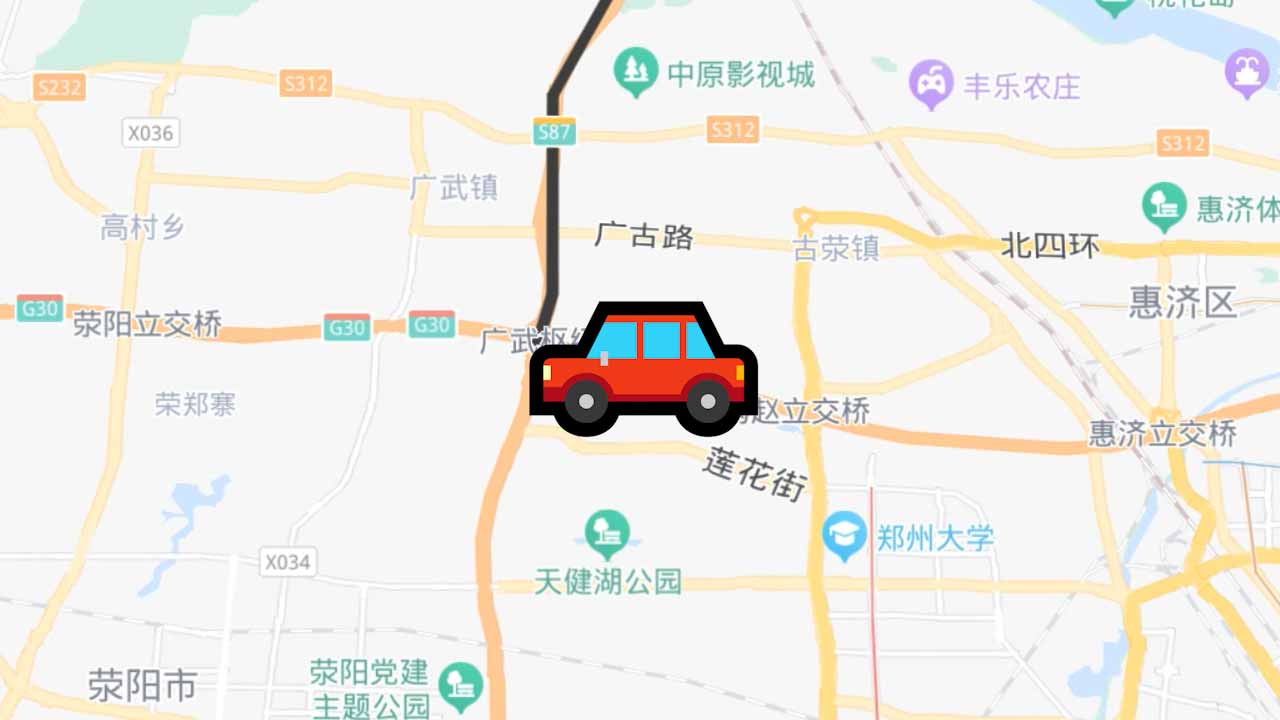 桃花岛
S232
S312
中原影视城
丰乐农庄
X036
S87
S312
S312
广武镇
惠济体
高村乡
广古路
古荥镇
北四环
惠济区
G30
荥阳立交桥
G30
G30
广武枢
荣郑寨
赵立交桥
惠济立交桥
莲花街
郑州大学
X034
天健湖公园
荥阳市
荥阳党建
主题公园